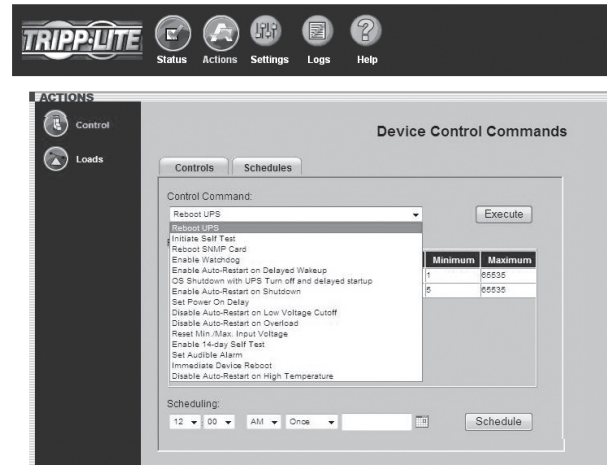 TRIPP·LITE
Status Actions Settings Logs Help
ACTIONS
Control
Loads
Device Control Commands
Controls Schedules
Control Command:
Reboot UPS
Execute
Reboot UPS
Initiate Self Test
Reboot SNMP Card
Enable Watchdog
Enable Auto-Restart on Delayed Wakeup
OS Shutdown with UPS Turn off and delayed startup
Enable Auto-Restart on Shutdown
Set Power On Delay
Disable Auto-Restart on Low Voltage Cutoff
Disable Auto-Restart on Overload
Reset Min./Max. Input Voltage
Enable 14-day Self Test
Set Audible Alarm
Immediate Device Reboot
Disable Auto-Restart on High Temperature
Minimum Maximum
1 65535
5 65535
Scheduling:
12 00 AM Once
Schedule